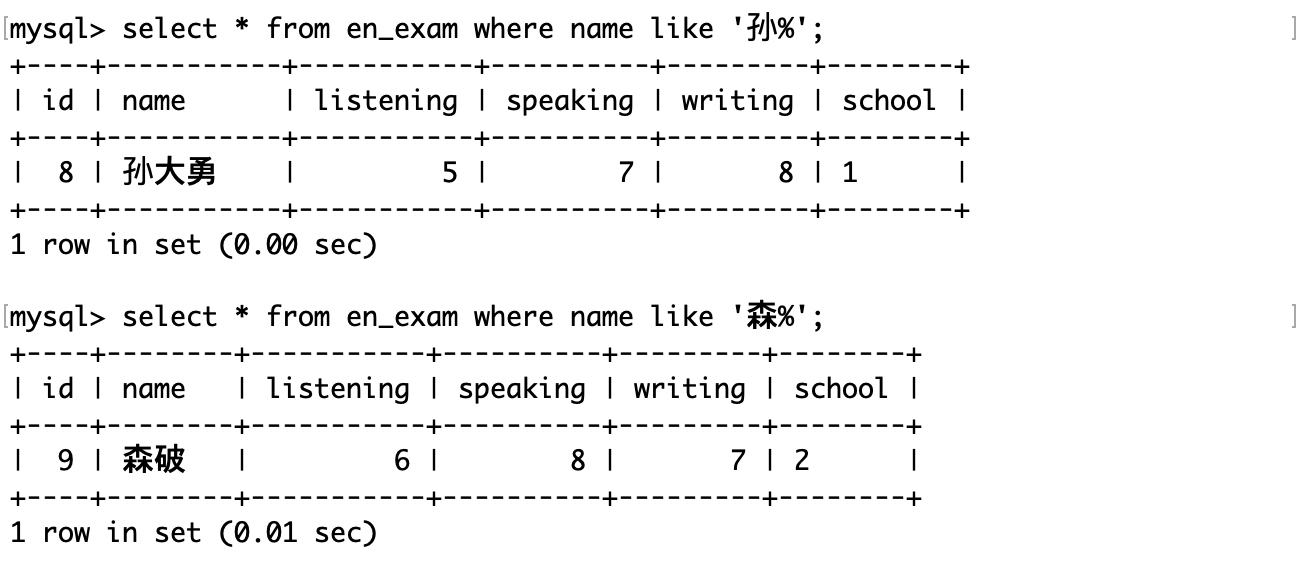 [mysql> select * from en_exam where name like '孙%'; ]
+----+-----------+-----------+----------+---------+--------+
| id | name      | listening | speaking | writing | school |
+----+-----------+-----------+----------+---------+--------+
|  8 | 孙大勇    |         5 |        7 |       8 | 1      |
+----+-----------+-----------+----------+---------+--------+
1 row in set (0.00 sec)
[mysql> select * from en_exam where name like '森%'; ]
+----+--------+-----------+----------+---------+--------+
| id | name   | listening | speaking | writing | school |
+----+--------+-----------+----------+---------+--------+
|  9 | 森破   |         6 |        8 |       7 | 2      |
+----+--------+-----------+----------+---------+--------+
1 row in set (0.01 sec)